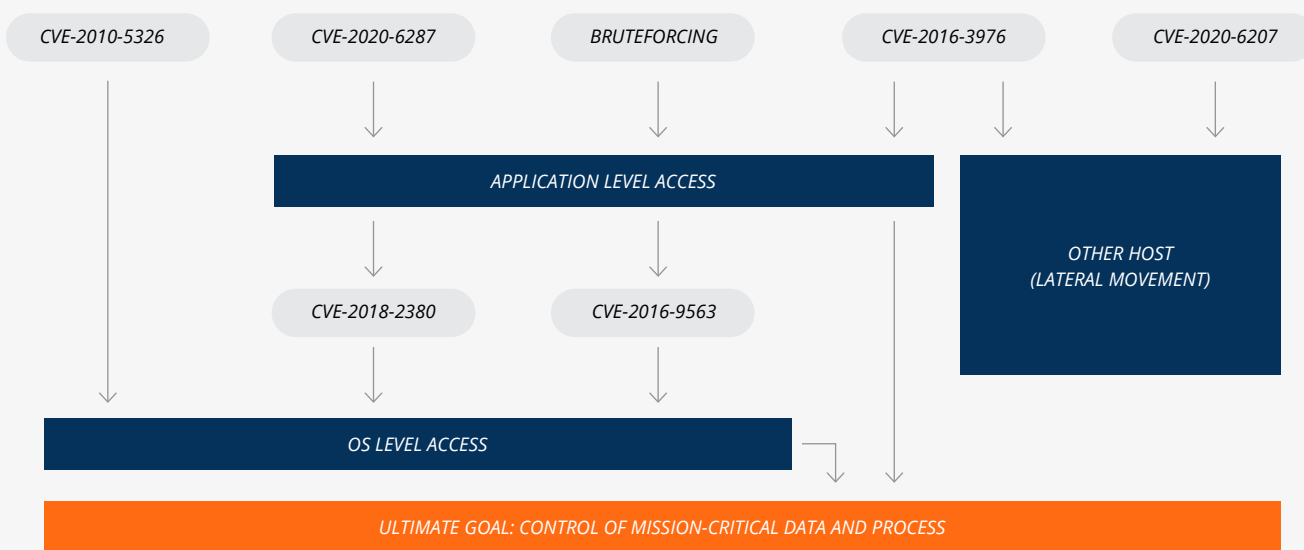 CVE-2010-5326
CVE-2020-6287
BRUTEFORCING
CVE-2016-3976
CVE-2020-6207
APPLICATION LEVEL ACCESS
OTHER HOST
(LATERAL MOVEMENT)
CVE-2018-2380
CVE-2016-9563
OS LEVEL ACCESS
ULTIMATE GOAL: CONTROL OF MISSION-CRITICAL DATA AND PROCESS